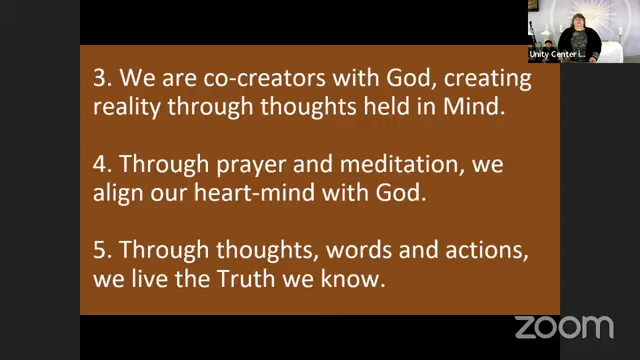 Unity Center i...
3. We are co-creators with God, creating
reality through thoughts held in Mind.
4. Through prayer and meditation, we
align our heart-mind with God.
5. Through thoughts, words and actions,
we live the Truth we know.
zoom